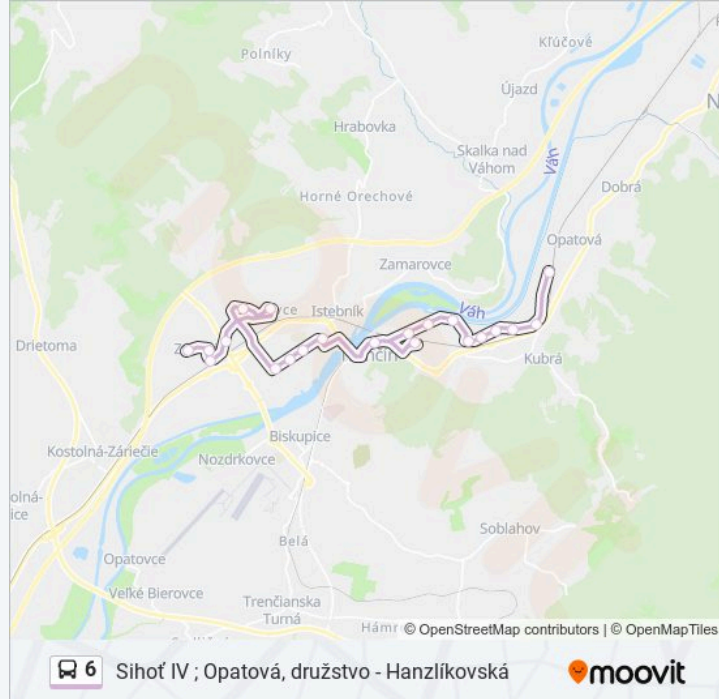 Kľúčové
Polníky
Újazd
Hrabovka
Skalka nad
Váhom
Váh
Dobrá
Horné Orechové
Opatová
Zamarovce
Istebník
Váh
Drietoma
Kubrá
Biskupice
Kostolná-Záriečie
Nozdrkovce
Soblahov
Belá
Opatovce
Veľké Bierovce
Trenčianska
Turná
© OpenStreetMap contributors | © OpenMapTiles
6 Sihoť IV ; Opatová, družstvo - Hanzlíkovská
moovit